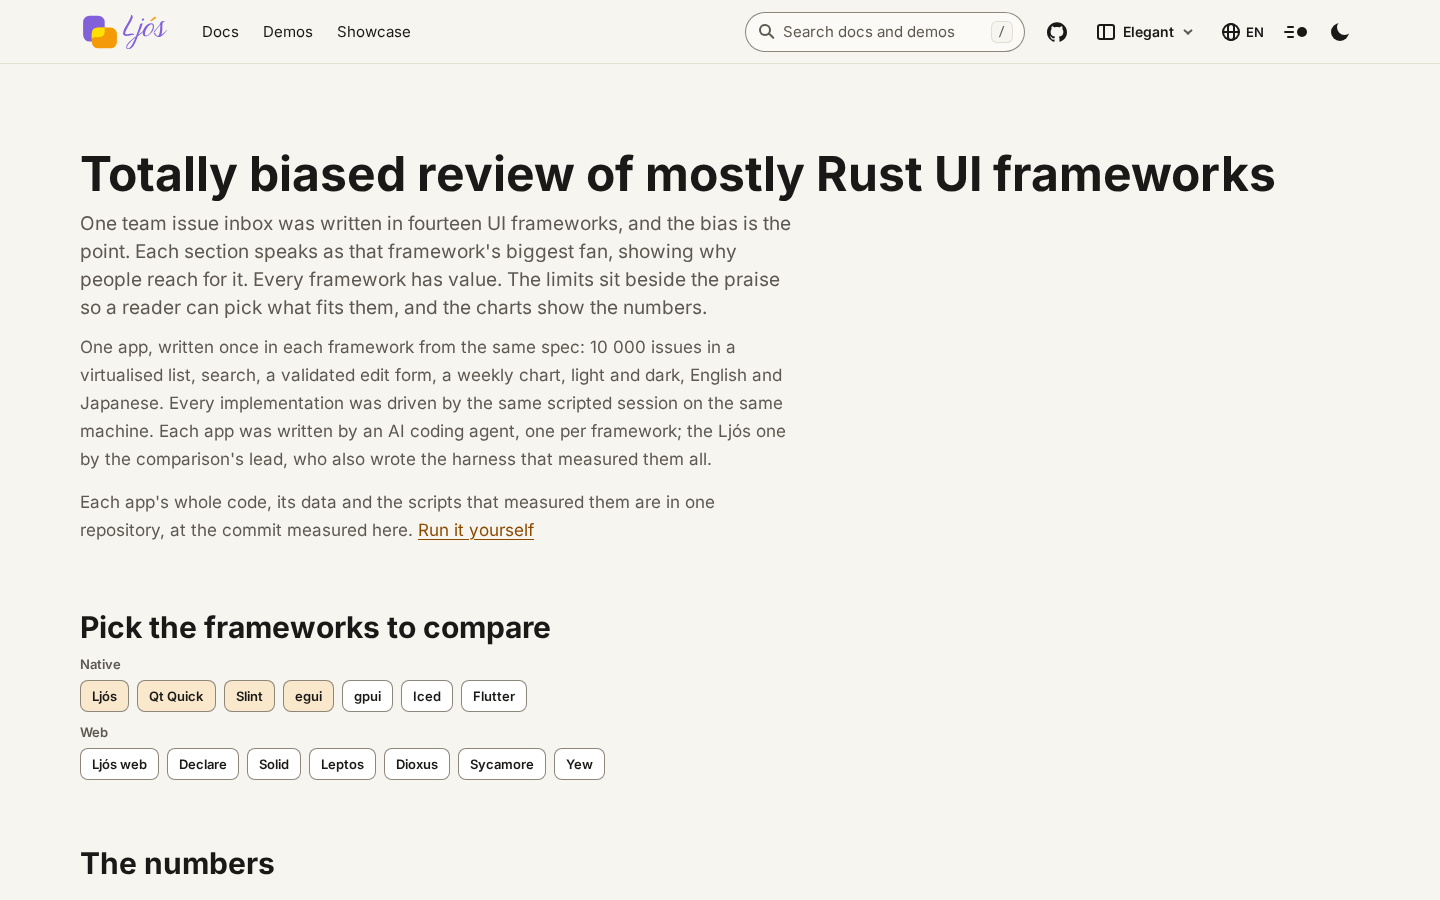 Ljós
Docs
Demos
Showcase
Search docs and demos
/
Elegant
EN
Totally biased review of mostly Rust UI frameworks
One team issue inbox was written in fourteen UI frameworks, and the bias is the
point. Each section speaks as that framework's biggest fan, showing why
people reach for it. Every framework has value. The limits sit beside the praise
so a reader can pick what fits them, and the charts show the numbers.
One app, written once in each framework from the same spec: 10 000 issues in a
virtualised list, search, a validated edit form, a weekly chart, light and dark, English and
Japanese. Every implementation was driven by the same scripted session on the same
machine. Each app was written by an AI coding agent, one per framework; the Ljós one
by the comparison's lead, who also wrote the harness that measured them all.
Each app's whole code, its data and the scripts that measured them are in one
repository, at the commit measured here. Run it yourself
Pick the frameworks to compare
Native
Ljós
Qt Quick
Slint
egui
gpui
Iced
Flutter
Web
Ljós web
Declare
Solid
Leptos
Dioxus
Sycamore
Yew
The numbers